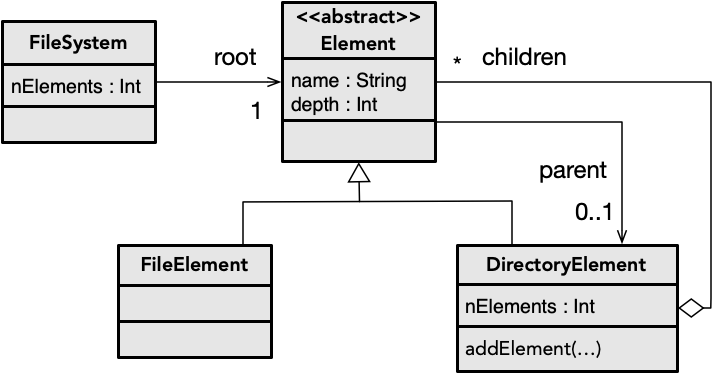 FileSystem
nElements : Int
root
1
<<abstract>>
Element
name : String
depth : Int
* children
parent
0..1
FileElement
DirectoryElement
nElements : Int
addElement(...)